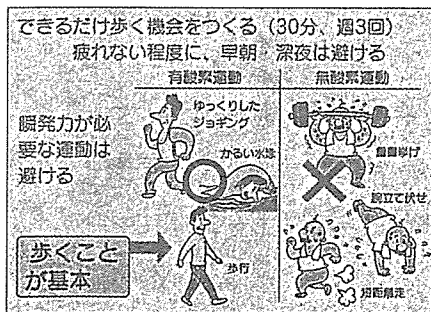 できるだけ歩く機会をつくる（30分、週3回）
疲れない程度に、早朝・深夜は避ける
有酸素運動
無酸素運動
瞬発力が必
要な運動は
避ける
ゆっくりした
ジョギング
かるい水泳
重量挙げ
腕立て伏せ
歩くこと
が基本
歩行
短距離走